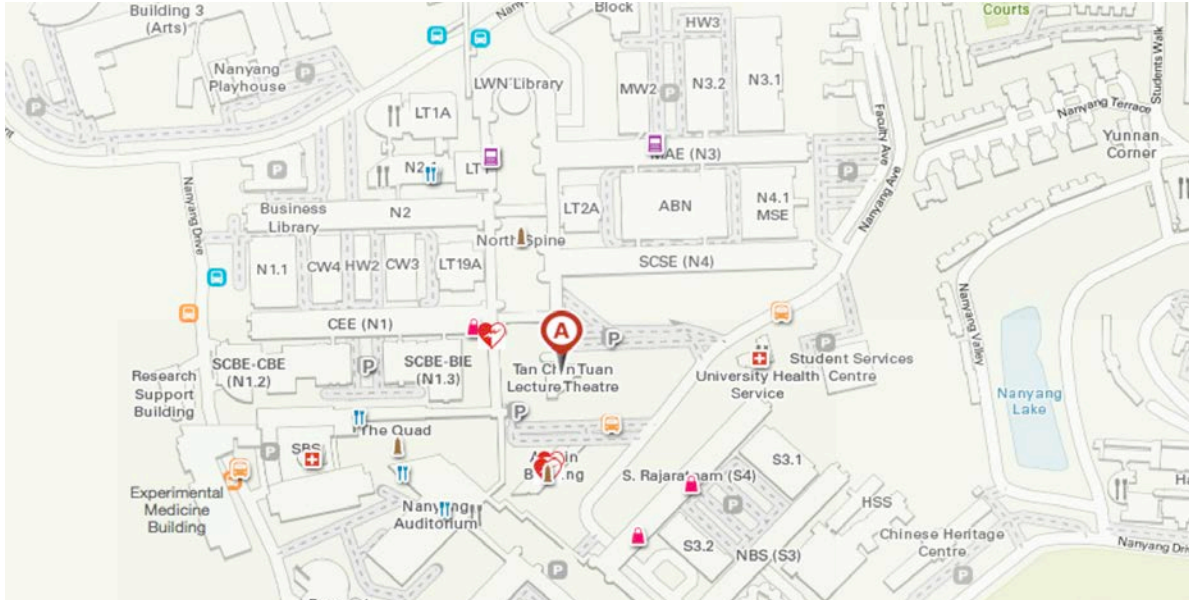 Building 3
(Arts)
Block
HW3
Courts
Nanyang
Playhouse
P
P
LWN Library
MW2
P
N3.2
N3.1
LT1A
Faculty Ave
Nanyang Terrace
Students Walk
Yunnan
Corner
MAE (N3)
P
P
LT1
Nanyang Drive
Business
Library
N2
LT2A
ABN
N4.1
MSE
Nanyang Ave
North Spine
N1.1
CW4
HW2
CW3
LT19A
SCSE (N4)
Nanyang Valley
CEE (N1)
A
P
P
SCBE-CBE
(N1.2)
P
SCBE-BIE
(N1.3)
Tan Chin Tuan
Lecture Theatre
University Health
Service
Student Services
Centre
Research
Support
Building
Nanyang
Lake
P
The Quad
SBS
P
Building
S. Rajaratnam (S4)
S3.1
Experimental
Medicine
Building
Nanyang
Auditorium
P
HSS
S3.2
NBS (S3)
Chinese Heritage
Centre
P
P